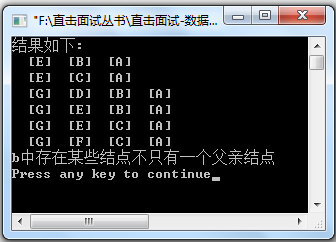 "F:\直击面试丛书\直击面试-数据...
结果如下:
[E] [B] [A]
[E] [C] [A]
[G] [D] [B] [A]
[G] [E] [B] [A]
[G] [E] [C] [A]
[G] [F] [C] [A]
b中存在某些结点不只有一个父亲结点
Press any key to continue_